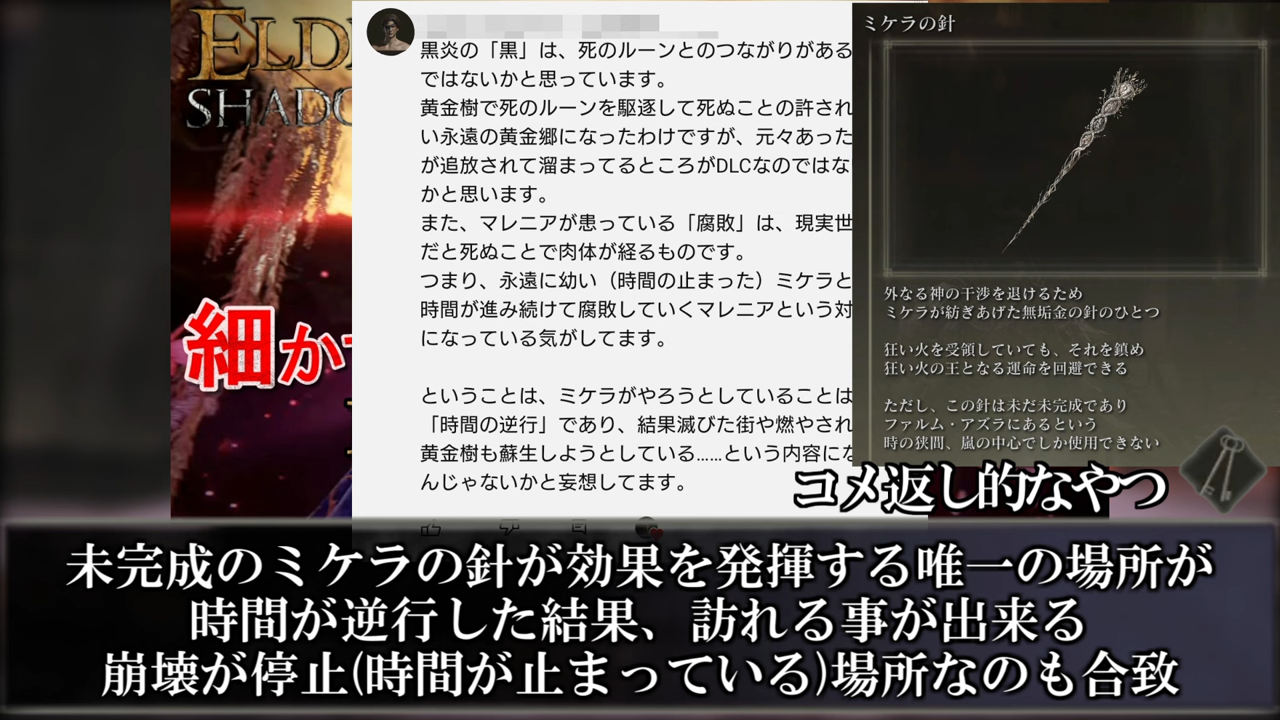 ELD
SHADO
細か
黒炎の「黒」は、死のルーンとのつながりがある
ではないかと思っています。
黄金樹で死のルーンを駆逐して死ぬことの許され
い永遠の黄金郷になったわけですが、元々あった
が追放されて溜まってるところがDLCなのではな
かと思います。
また、マレニアが患っている「腐敗」は、現実世
だと死ぬことで肉体が経るものです。
つまり、永遠に幼い（時間の止まった）ミケラと
時間が進み続けて腐敗していくマレニアという対
になっている気がしてます。
ということは、ミケラがやろうとしていることは
「時間の逆行」であり、結果滅びた街や燃やされ
黄金樹も蘇生しようとしている……という内容にな
んじゃないかと妄想してます。
ミケラの針
外なる神の干渉を退けるため
ミケラが紡ぎあげた無垢金の針のひとつ
狂い火を受領していても、それを鎮め
狂い火の王となる運命を回避できる
ただし、この針は未だ未完成であり
ファルム・アズラにあるという
時の狭間、嵐の中心でしか使用できない
コメ返し的なやつ
未完成のミケラの針が効果を発揮する唯一の場所が
時間が逆行した結果、訪れる事が出来る
崩壊が停止(時間が止まっている)場所なのも合致